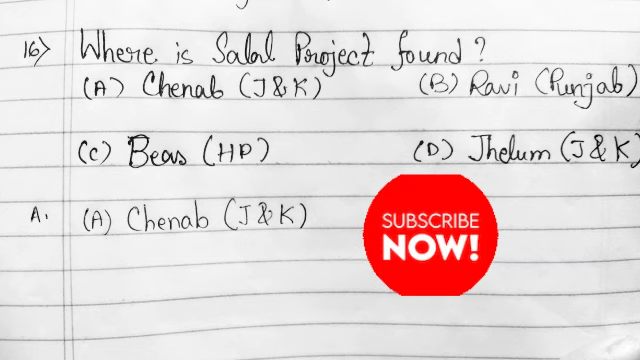 16) Where is Salal Project found?
(A) Chenab (J & K) (B) Ravi (Punjab)
(C) Beas (HP) (D) Jhelum (J & K)
A. (A) Chenab (J & K)
SUBSCRIBE
NOW!